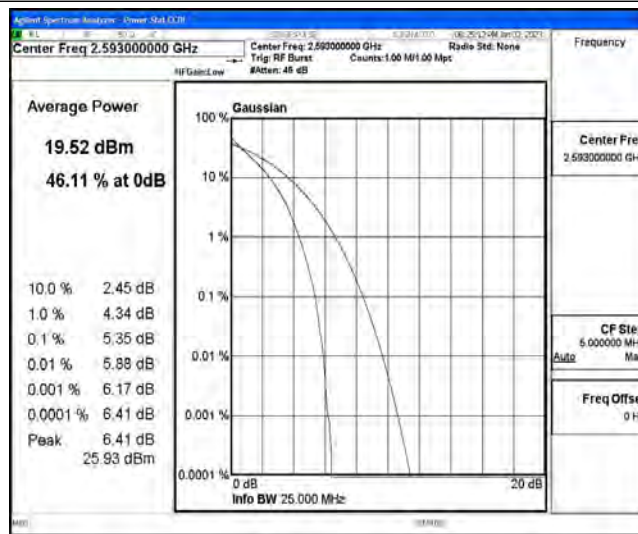 Agilent Spectrum Analyzer - Power Stat CCDF
Center Freq 2.593000000 GHz
Center Freq: 2.593000000 GHz
Radio Std: None
Trig: RF Burst
Counts:1.00 M/1.00 Mpt
#IFGain:Low
#Atten: 46 dB
Frequency
Average Power
19.52 dBm
46.11 % at 0dB
10.0 % 2.45 dB
1.0 % 4.34 dB
0.1 % 5.35 dB
0.01 % 5.88 dB
0.001 % 6.17 dB
0.0001 % 6.41 dB
Peak 6.41 dB
25.93 dBm
Gaussian
100 %
10 %
1 %
0.1 %
0.01 %
0.001 %
0.0001 %
0 dB
20 dB
Info BW 25.000 MHz
Center Fre
2.593000000 GH
CF Ste
5.000000 MH
Auto Ma
Freq Offse
0 H
MSG
STATUS